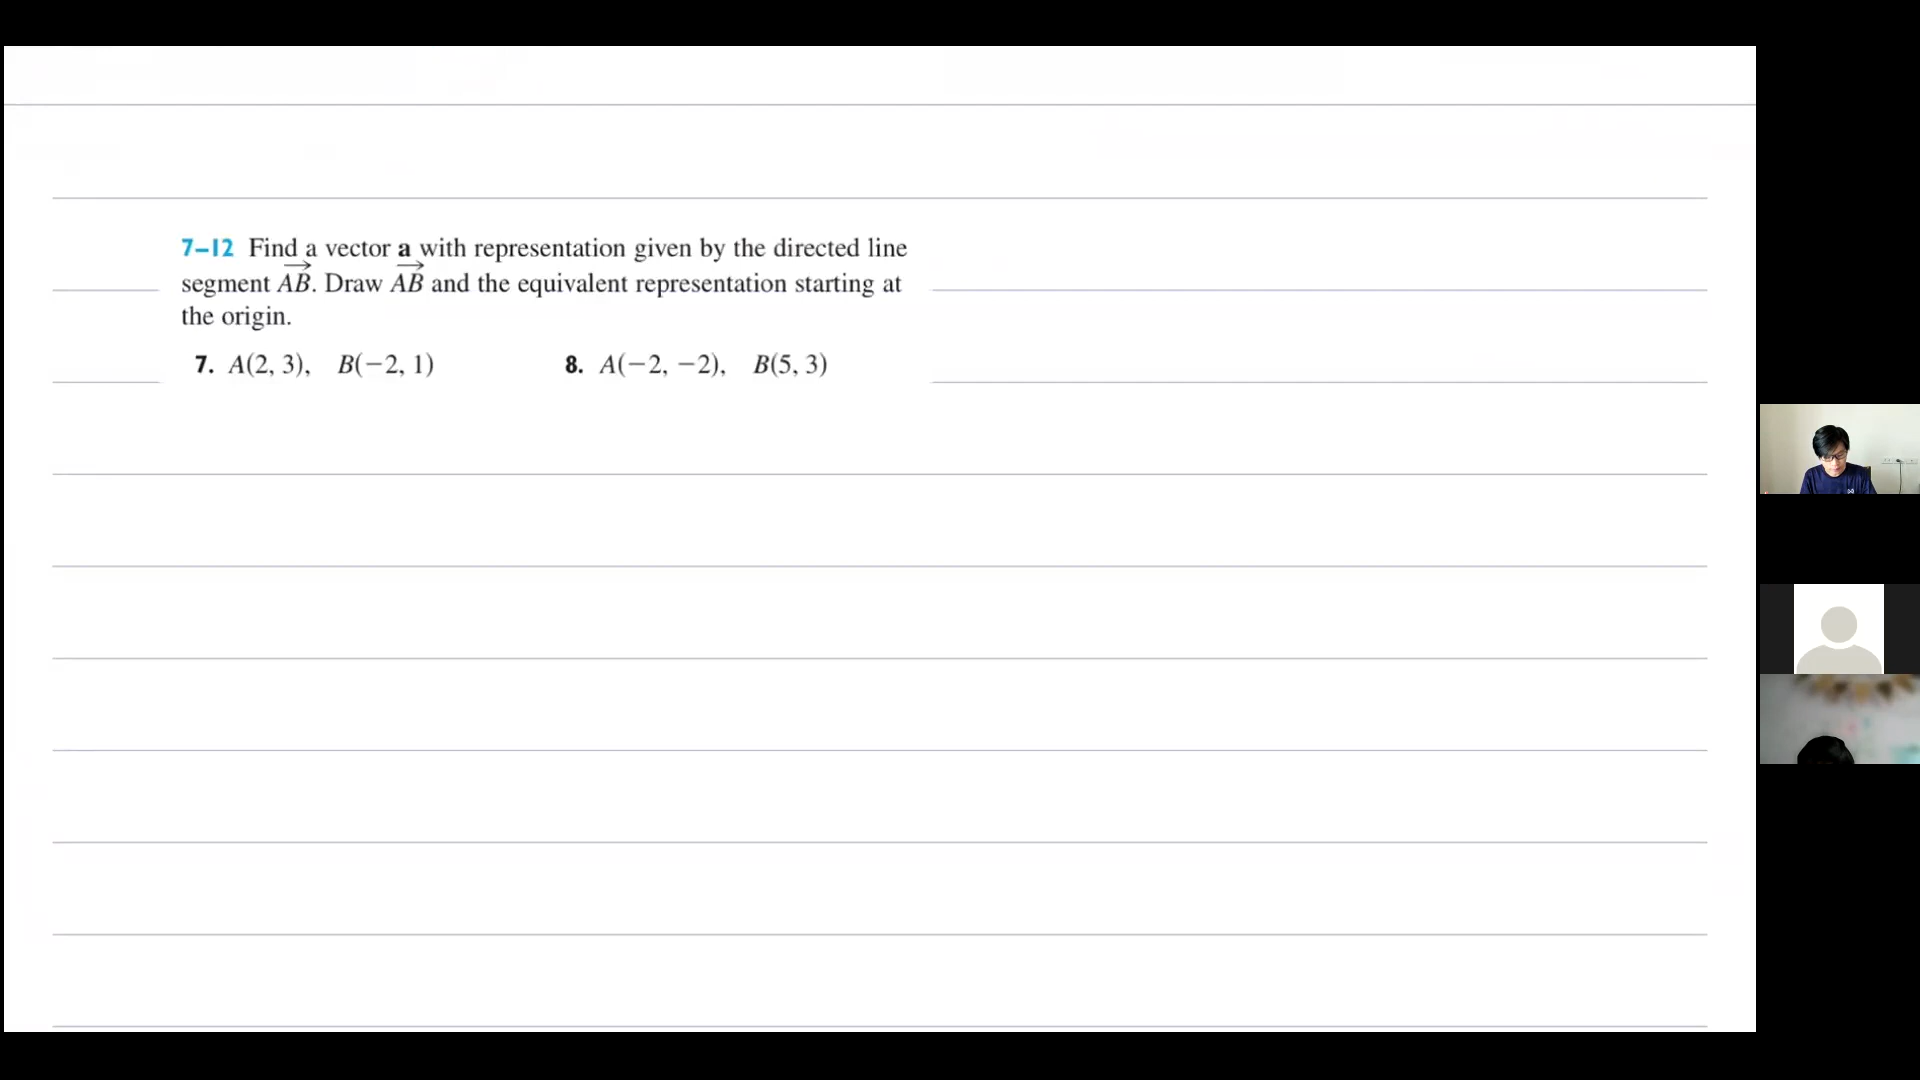 7–12 Find a vector a with representation given by the directed line
segment AB⃗. Draw AB⃗ and the equivalent representation starting at
the origin.
7. A(2, 3), B(−2, 1) 8. A(−2, −2), B(5, 3)